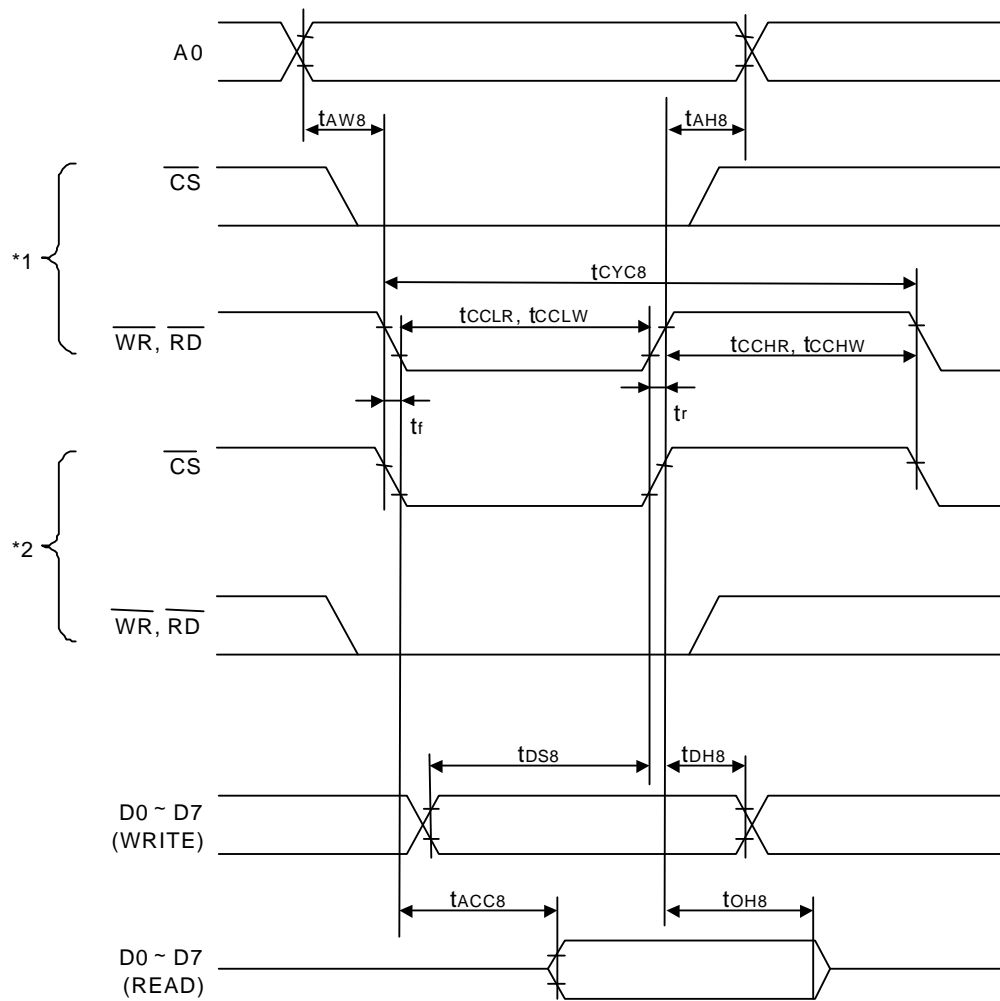 A0
tAW8
tAH8
CS
*1
tCYC8
tCCLR, tCCLW
WR, RD
tCCHR, tCCHW
tf
tr
CS
*2
WR, RD
tDS8
tDH8
D0 ~ D7
(WRITE)
tACC8
tOH8
D0 ~ D7
(READ)